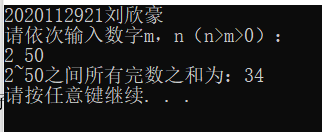 2020112921刘欣豪
请依次输入数字m，n（n>m>0）：
2 50
2~50之间所有完数之和为：34
请按任意键继续. . .